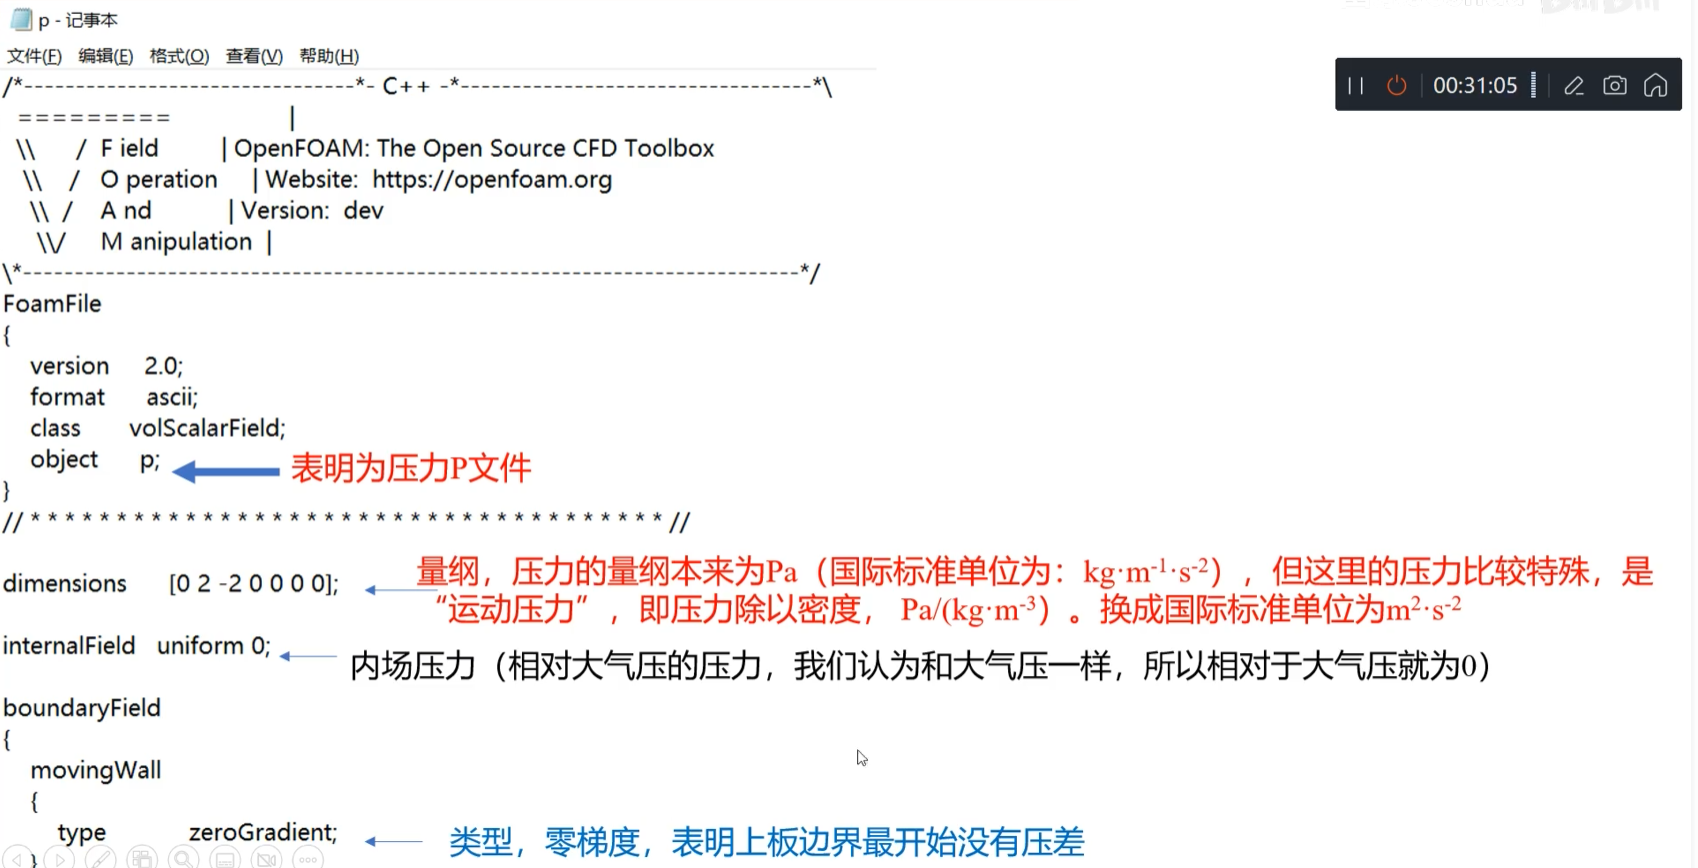 p - 记事本
文件(F) 编辑(E) 格式(O) 查看(V) 帮助(H)
/*--------------------------------*- C++ -*----------------------------------*\
00:31:05
========= |
\\ / F ield | OpenFOAM: The Open Source CFD Toolbox
\\ / O peration | Website: https://openfoam.org
\\ / A nd | Version: dev
\\/ M anipulation |
\*---------------------------------------------------------------------------*/
FoamFile
{
version 2.0;
format ascii;
class volScalarField;
object p;
表明为压力P文件
}
// * * * * * * * * * * * * * * * * * * * * * * * * * * * * * * * * * * * * * //
dimensions [0 2 -2 0 0 0 0];
量纲，压力的量纲本来为Pa（国际标准单位为：kg·m⁻¹·s⁻²），但这里的压力比较特殊，是
“运动压力”，即压力除以密度， Pa/(kg·m⁻³）。换成国际标准单位为m²·s⁻²
internalField uniform 0;
内场压力（相对大气压的压力，我们认为和大气压一样，所以相对于大气压就为0）
boundaryField
{
movingWall
{
type zeroGradient;
类型，零梯度，表明上板边界最开始没有压差
}